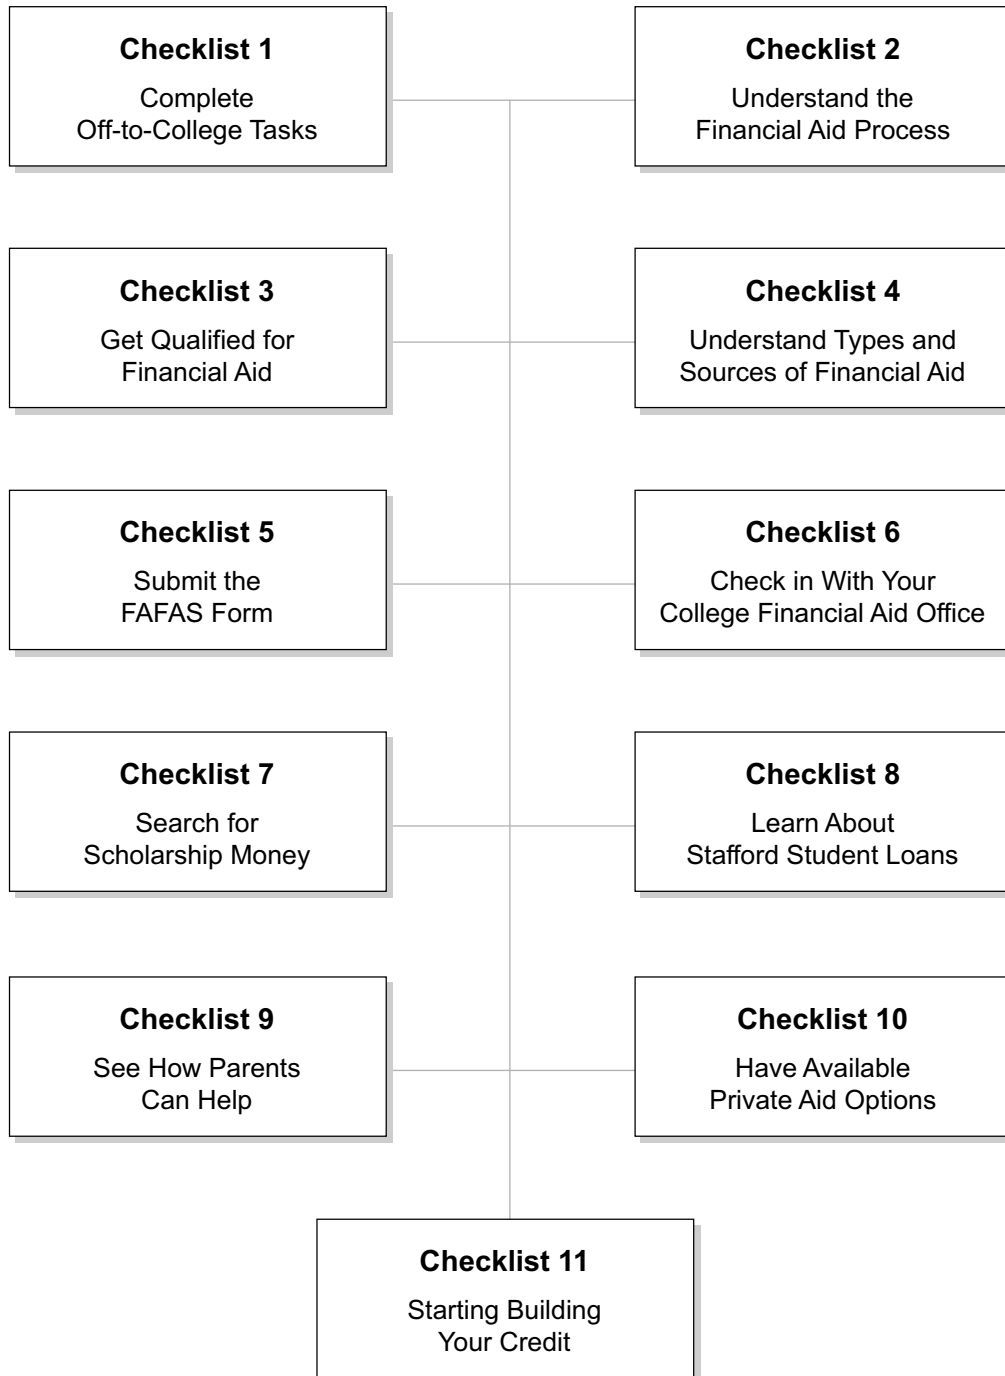 Checklist 1
Complete
Off-to-College Tasks
Checklist 2
Understand the
Financial Aid Process
Checklist 3
Get Qualified for
Financial Aid
Checklist 4
Understand Types and
Sources of Financial Aid
Checklist 5
Submit the
FAFAS Form
Checklist 6
Check in With Your
College Financial Aid Office
Checklist 7
Search for
Scholarship Money
Checklist 8
Learn About
Stafford Student Loans
Checklist 9
See How Parents
Can Help
Checklist 10
Have Available
Private Aid Options
Checklist 11
Starting Building
Your Credit